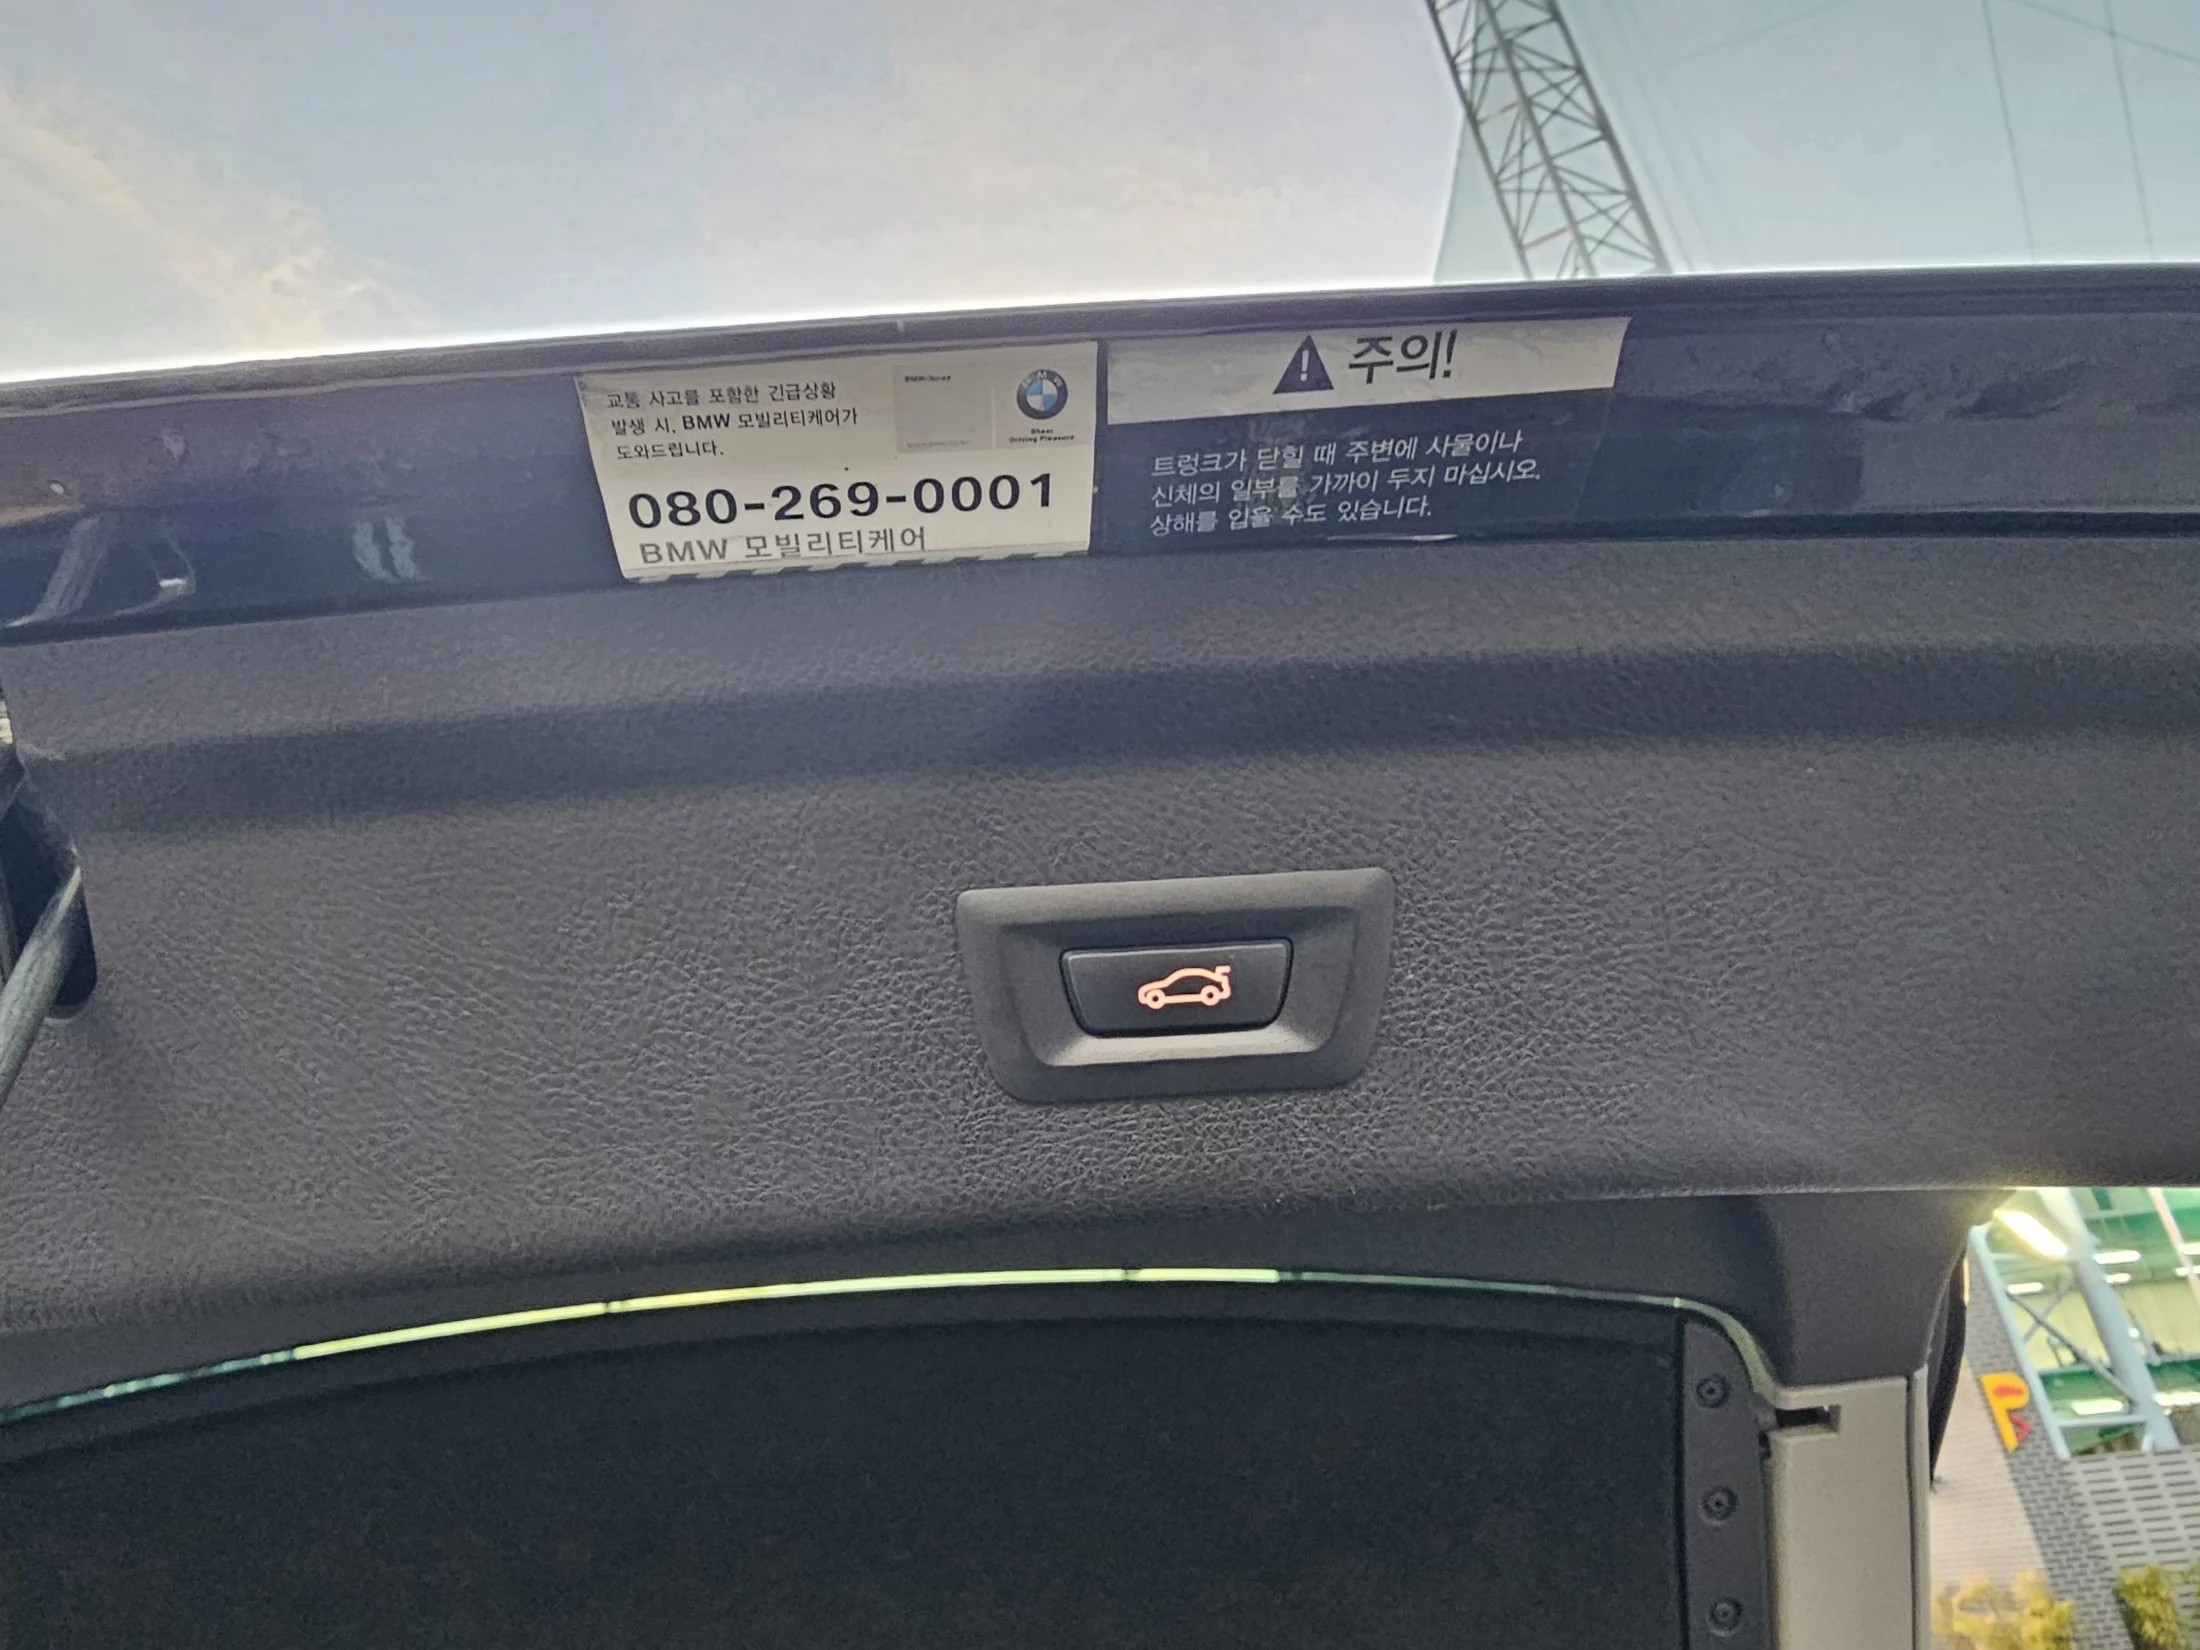 교통 사고를 포함한 긴급상황
발생 시, BMW 모빌리티케어가
도와드립니다.
BMW
Sheer
Driving Pleasure
080-269-0001
BMW 모빌리티케어
주의!
트렁크가 닫힐 때 주변에 사물이나
신체의 일부를 가까이 두지 마십시오.
상해를 입을 수도 있습니다.
P